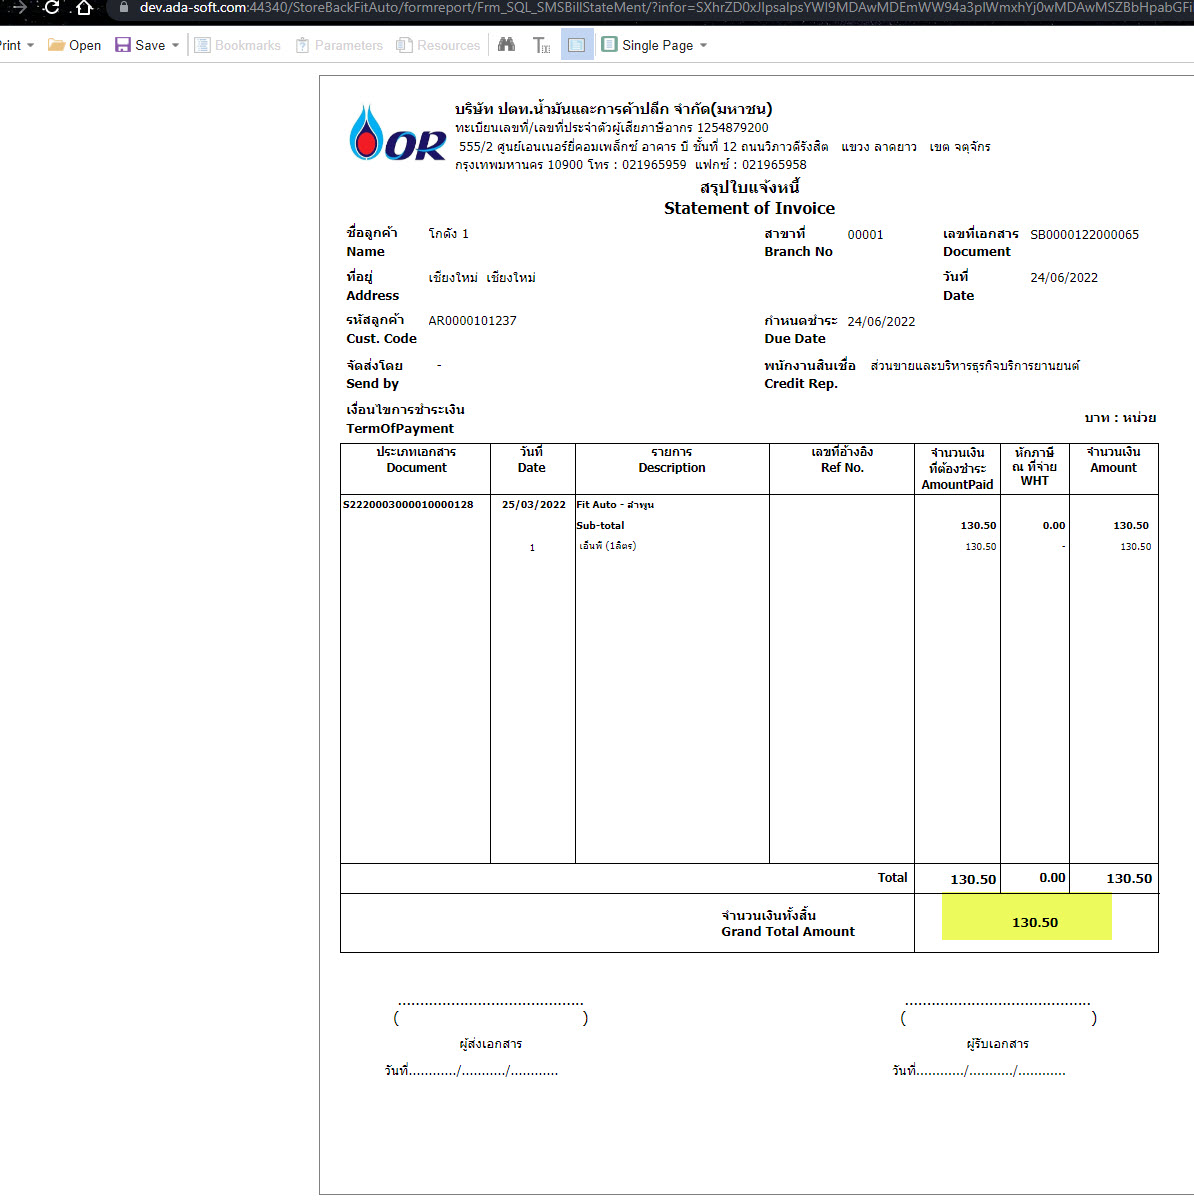 dev.ada-soft.com:44340/StoreBackFitAuto/formreport/Frm_SQL_SMSBillStateMent/?infor=
Print Open Save Bookmarks Parameters Resources Single Page
OR
บริษัท ปตท.น้ำมันและการค้าปลีก จำกัด(มหาชน)
ทะเบียนเลขที่/เลขที่ประจำตัวผู้เสียภาษีอากร 1254879200
555/2 ศูนย์เอนเนอร์ยี่คอมเพล็กซ์ อาคาร บี ชั้นที่ 12 ถนนวิภาวดีรังสิต แขวง ลาดยาว เขต จตุจักร
กรุงเทพมหานคร 10900 โทร : 021965959 แฟกซ์ : 021965958
สรุปใบแจ้งหนี้
Statement of Invoice
ชื่อลูกค้า โกดัง 1 สาขาที่ 00001 เลขที่เอกสาร SB0000122000065
Name Branch No Document
ที่อยู่ เชียงใหม่ เชียงใหม่ วันที่ 24/06/2022
Address Date
รหัสลูกค้า AR0000101237 กำหนดชำระ 24/06/2022
Cust. Code Due Date
จัดส่งโดย - พนักงานสินเชื่อ ส่วนขายและบริหารธุรกิจบริการยานยนต์
Send by Credit Rep.
เงื่อนไขการชำระเงิน
TermOfPayment บาท : หน่วย
ประเภทเอกสาร วันที่ รายการ เลขที่อ้างอิง จำนวนเงิน หักภาษี จำนวนเงิน
Document Date Description Ref No. ที่ต้องชำระ ณ ที่จ่าย Amount
AmountPaid WHT
S2220003000010000128 25/03/2022 Fit Auto - ลำพูน
Sub-total 130.50 0.00 130.50
1 เอ็นพี (1ลิตร) 130.50 - 130.50
Total 130.50 0.00 130.50
จำนวนเงินทั้งสิ้น
Grand Total Amount 130.50
.......................................... ..........................................
( ) ( )
ผู้ส่งเอกสาร ผู้รับเอกสาร
วันที่............/.........../............ วันที่............/.........../............